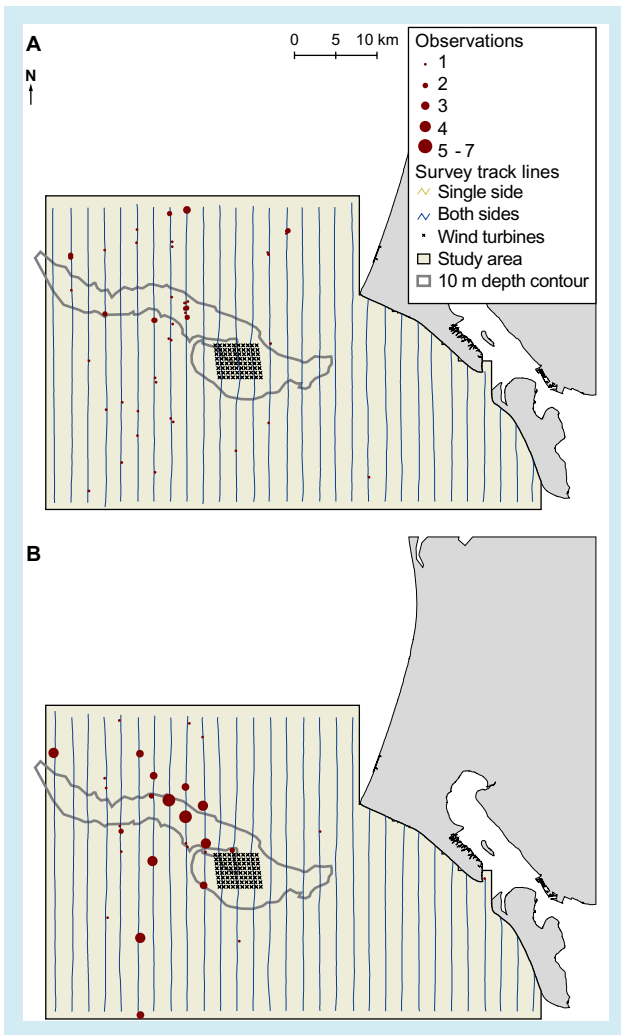 A
N
0 5 10 km
Observations
1
2
3
4
5 - 7
Survey track lines
Single side
Both sides
Wind turbines
Study area
10 m depth contour
B